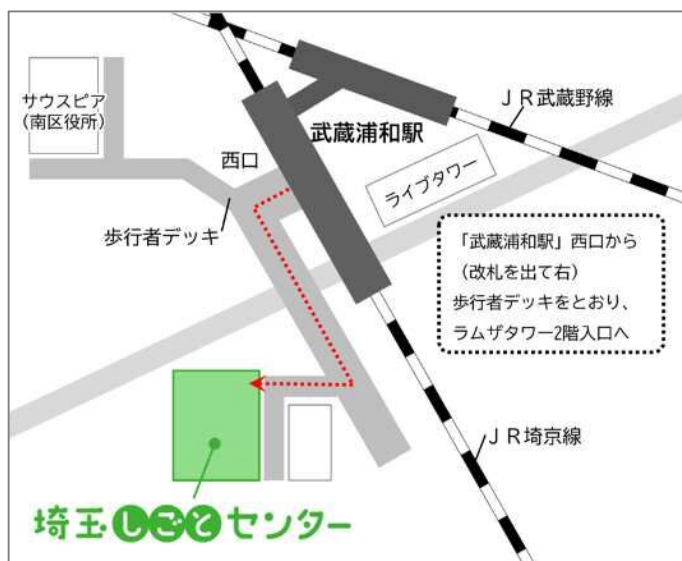 サウスピア
(南区役所)
JR武蔵野線
武蔵浦和駅
西口
ライブタワー
歩行者デッキ
「武蔵浦和駅」西口から
(改札を出て右)
歩行者デッキをとおり、
ラムザタワー2階入口へ
JR埼京線
埼玉しごとセンター